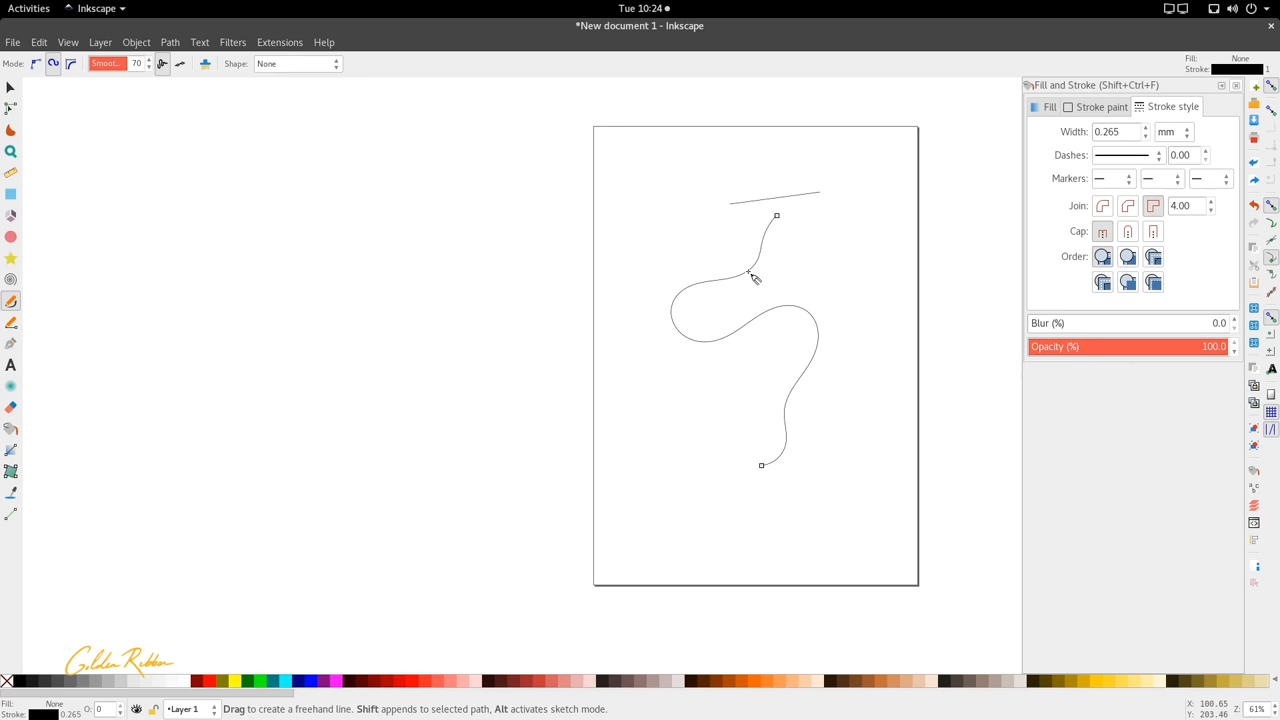 Activities Inkscape Tue 10:24
*New document 1 - Inkscape
File Edit View Layer Object Path Text Filters Extensions Help
Mode: Smoot... 70 Shape: None Fill: None
Stroke: 1
Fill and Stroke (Shift+Ctrl+F)
Fill Stroke paint Stroke style
Width: 0.265 mm
Dashes: 0.00
Markers:
Join: 4.00
Cap:
Order:
Blur (%) 0.0
Opacity (%) 100.0
Golden Ribbon
Fill: None
Stroke: 0.265 O: 0 •Layer 1 Drag to create a freehand line. Shift appends to selected path, Alt activates sketch mode. X: 100.65
Y: 203.46 Z: 61%